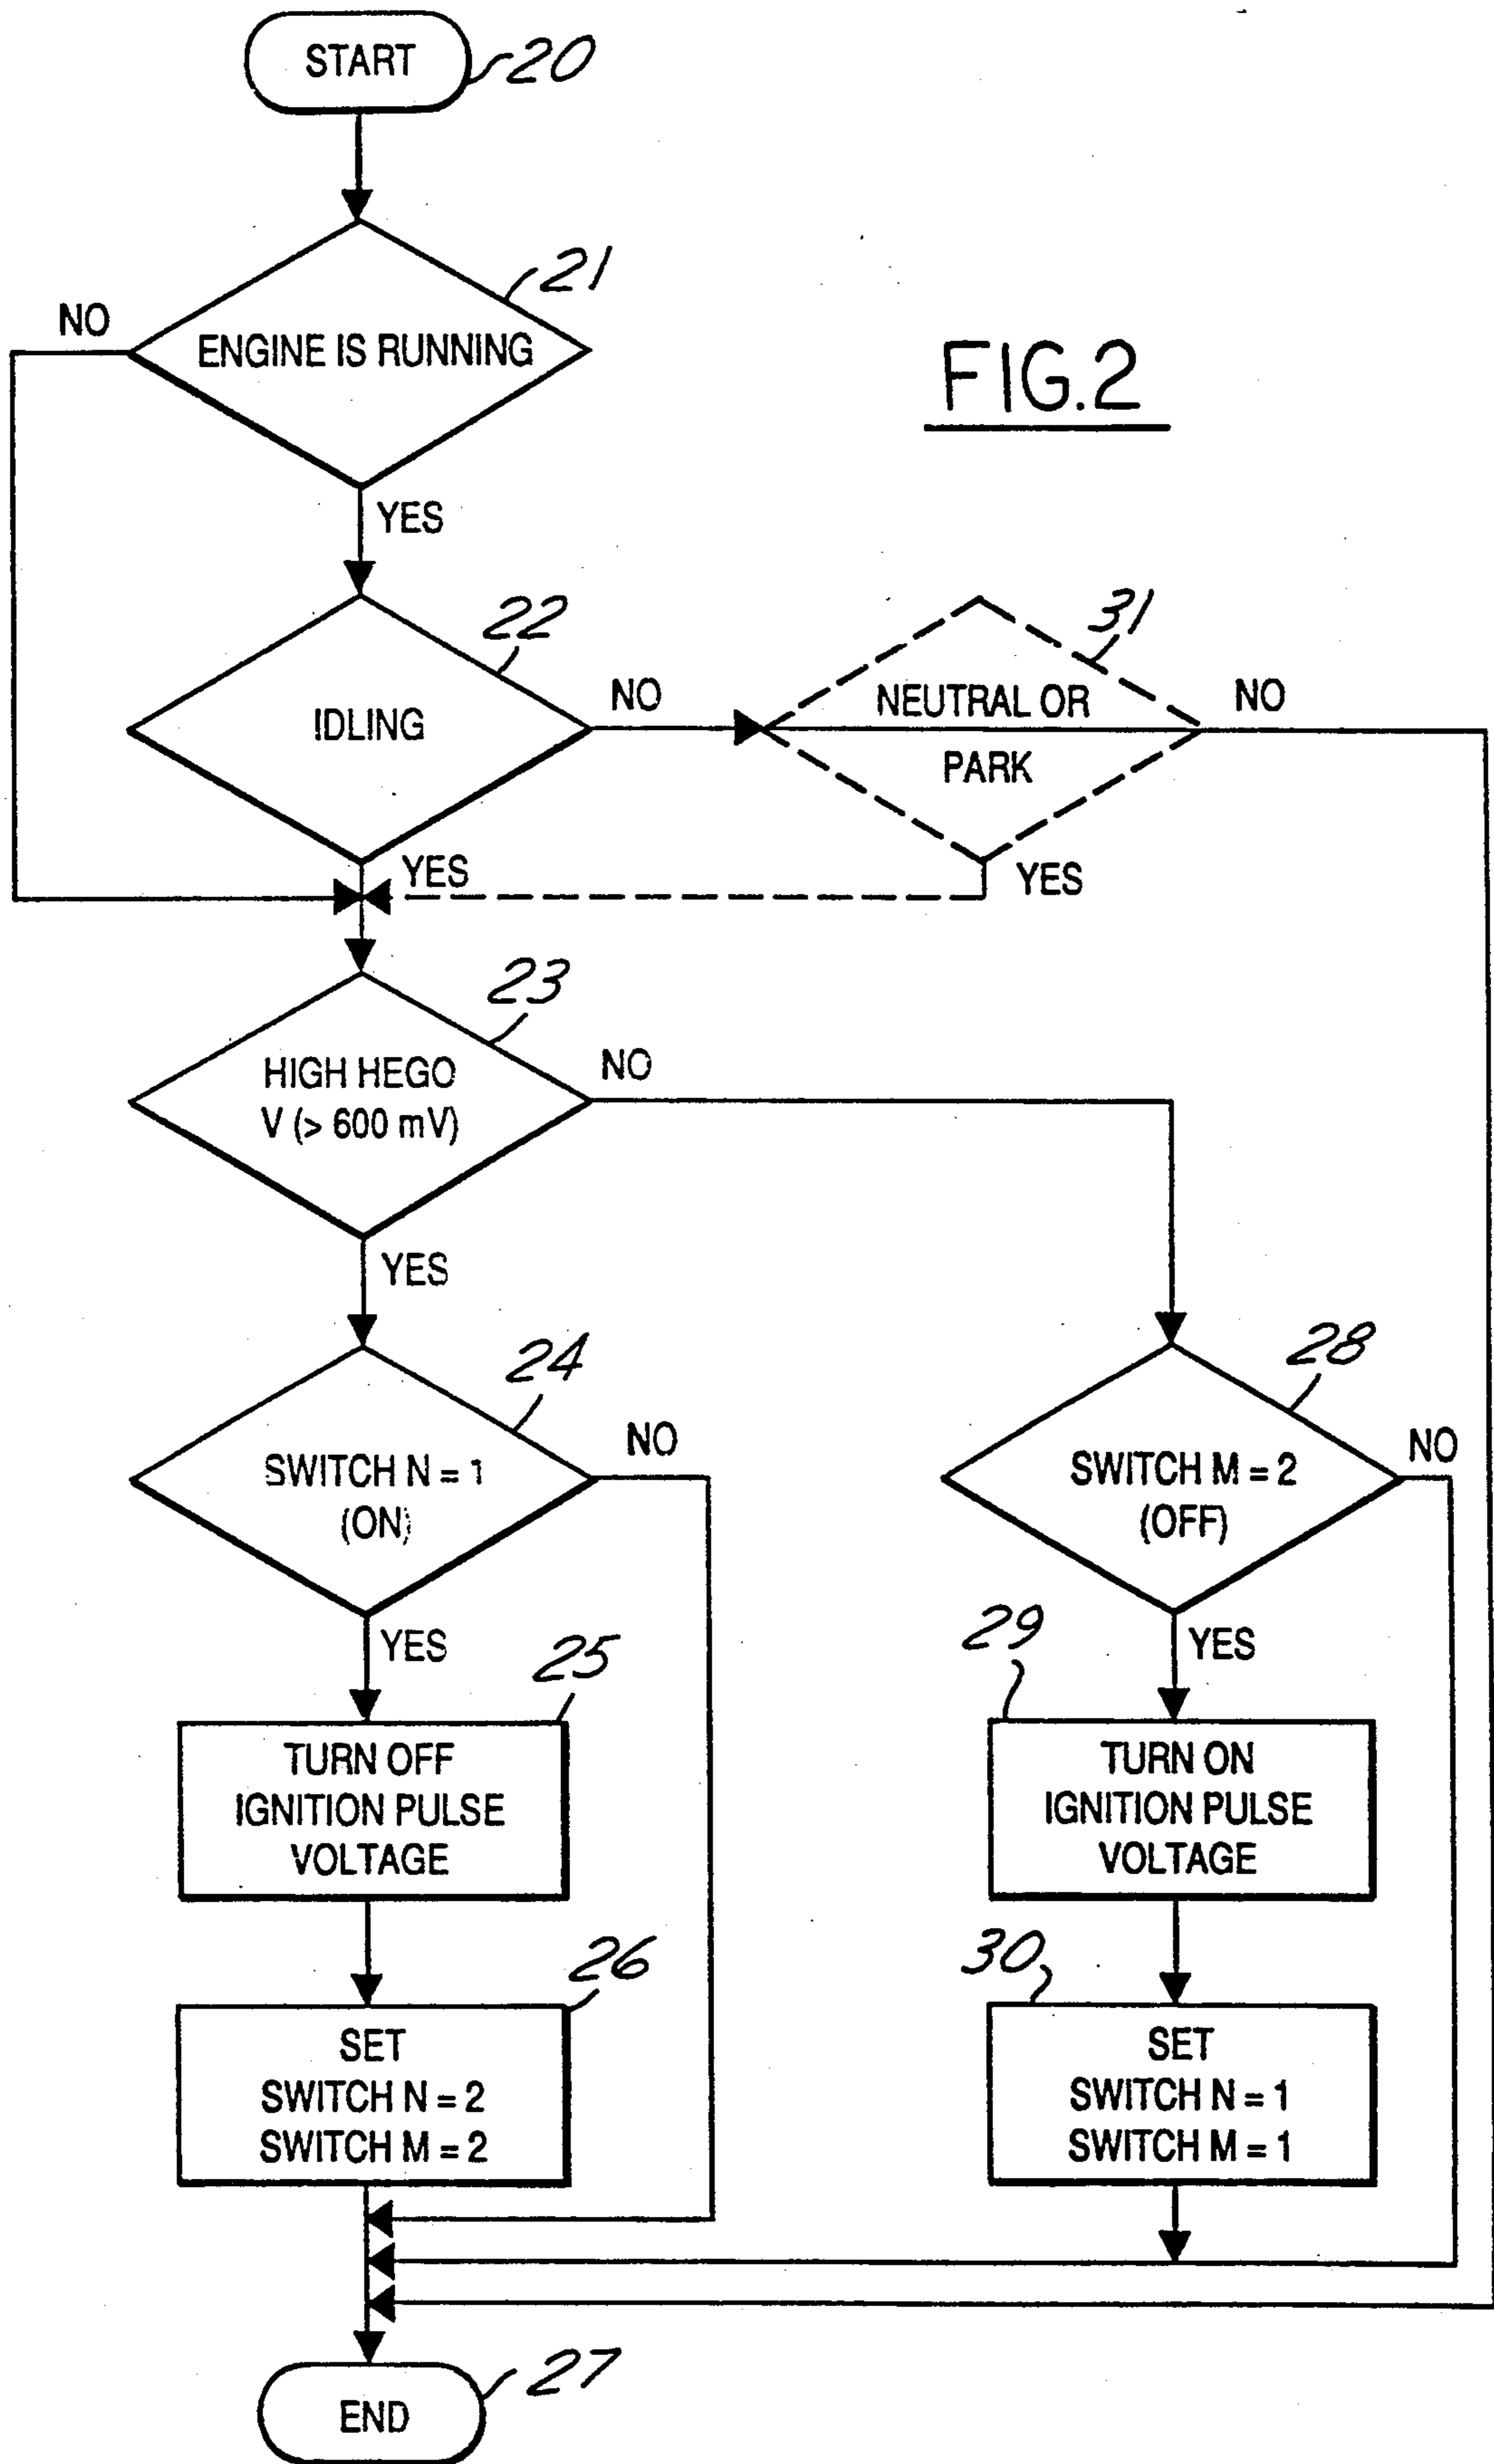 START
20
21
NO
ENGINE IS RUNNING
FIG.2
YES
22
31
IDLING
NO
NEUTRAL OR
PARK
NO
YES
YES
23
HIGH HEGO
V (> 600 mV)
NO
YES
24
28
SWITCH N = 1
(ON)
NO
SWITCH M = 2
(OFF)
NO
YES
25
29
YES
TURN OFF
IGNITION PULSE
VOLTAGE
TURN ON
IGNITION PULSE
VOLTAGE
26
30
SET
SWITCH N = 2
SWITCH M = 2
SET
SWITCH N = 1
SWITCH M = 1
27
END